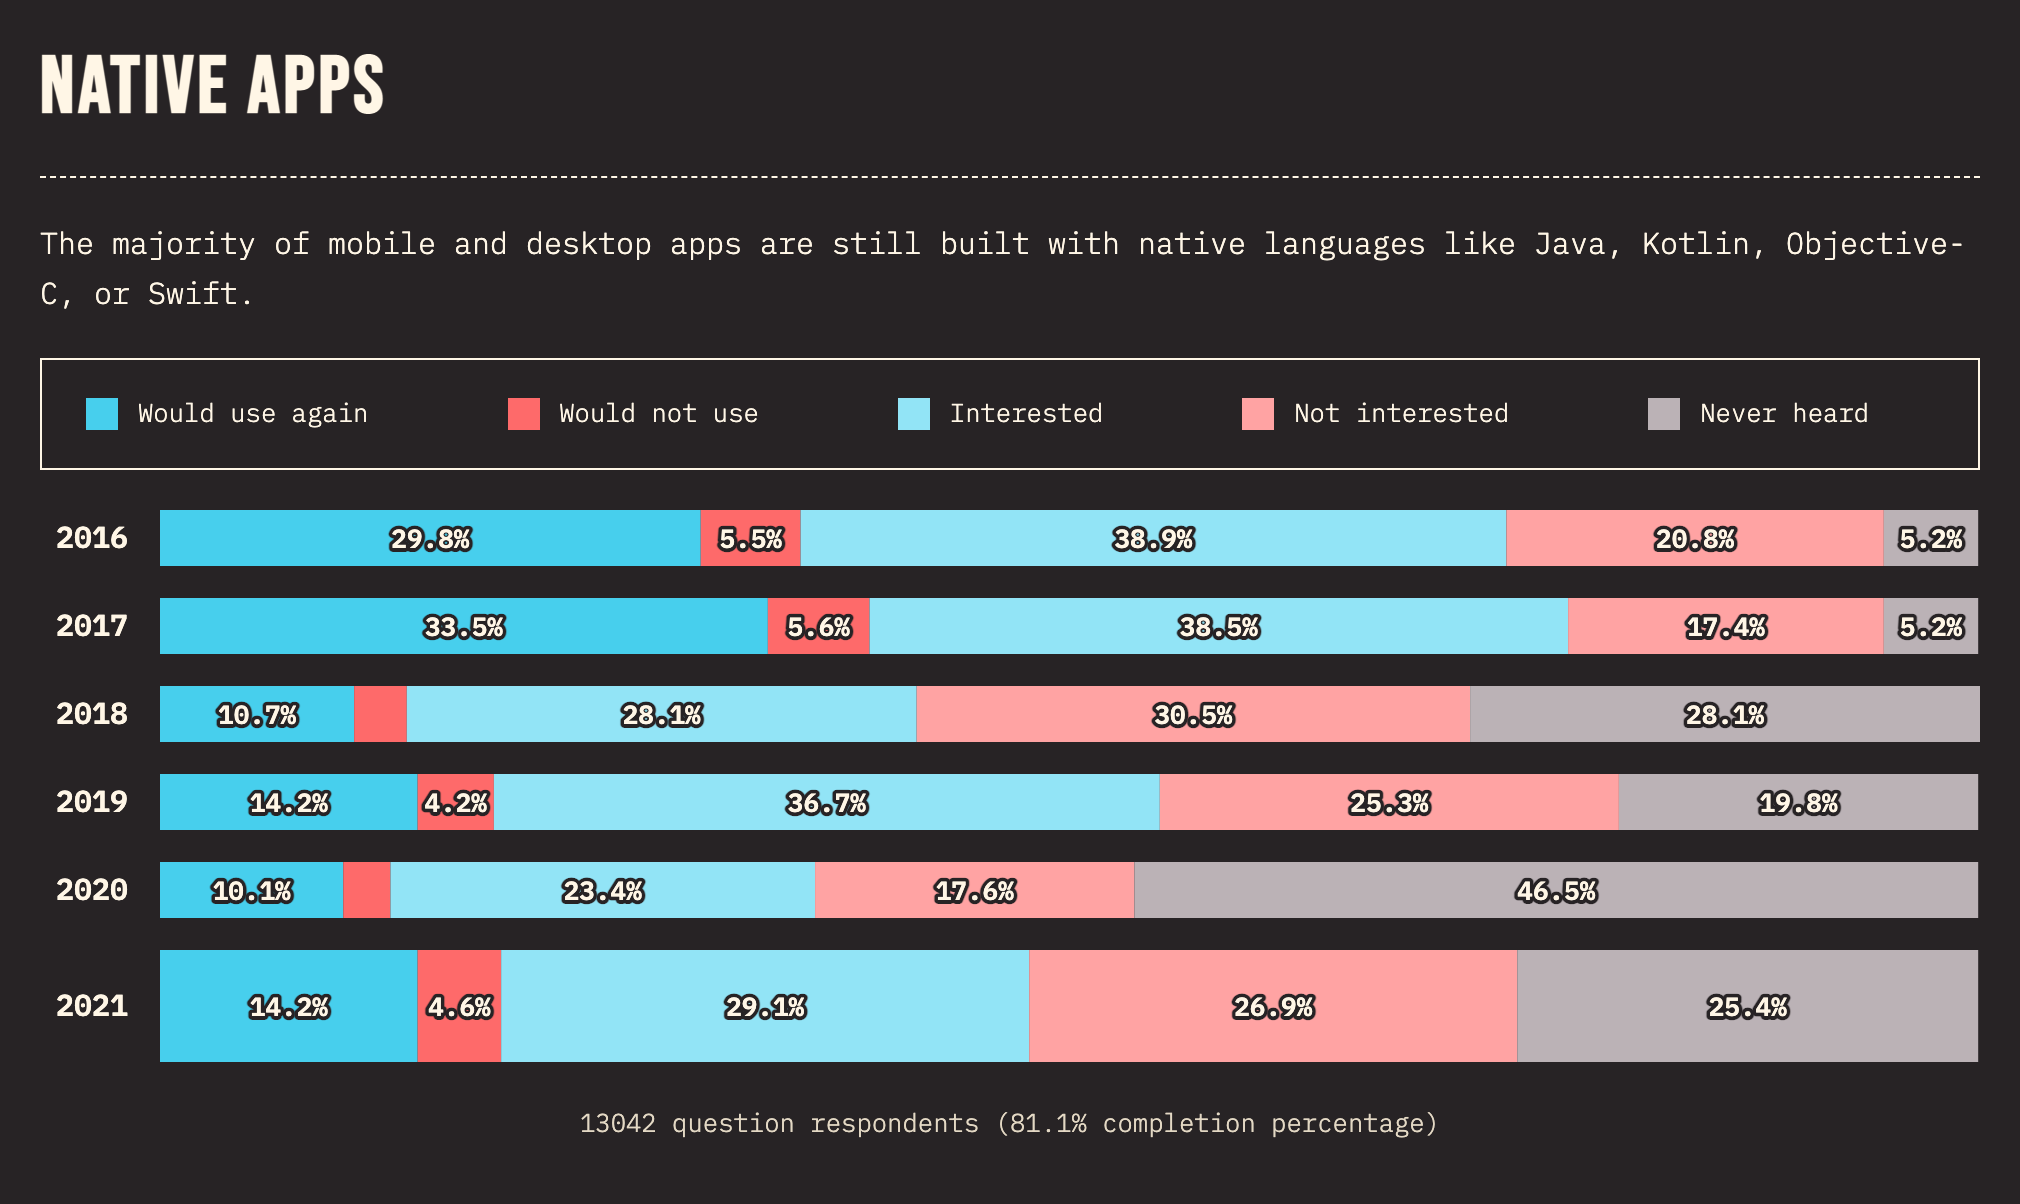 NATIVE APPS
The majority of mobile and desktop apps are still built with native languages like Java, Kotlin, Objective-
C, or Swift.
Would use again Would not use Interested Not interested Never heard
2016 29.8% 5.5% 38.9% 20.8% 5.2%
2017 33.5% 5.6% 38.5% 17.4% 5.2%
2018 10.7% 28.1% 30.5% 28.1%
2019 14.2% 4.2% 36.7% 25.3% 19.8%
2020 10.1% 23.4% 17.6% 46.5%
2021 14.2% 4.6% 29.1% 26.9% 25.4%
13042 question respondents (81.1% completion percentage)